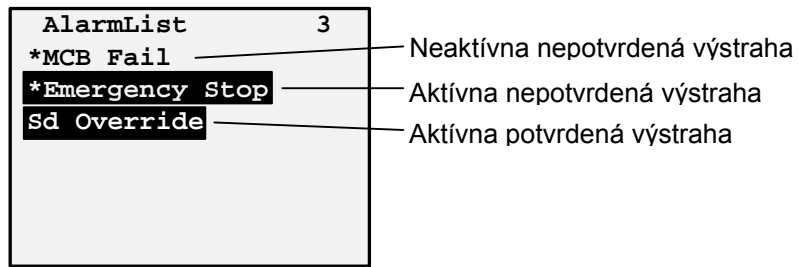 AlarmList 3
*MCB Fail
Neaktívna nepotvrdená výstraha
*Emergency Stop
Aktívna nepotvrdená výstraha
Sd Override
Aktívna potvrdená výstraha